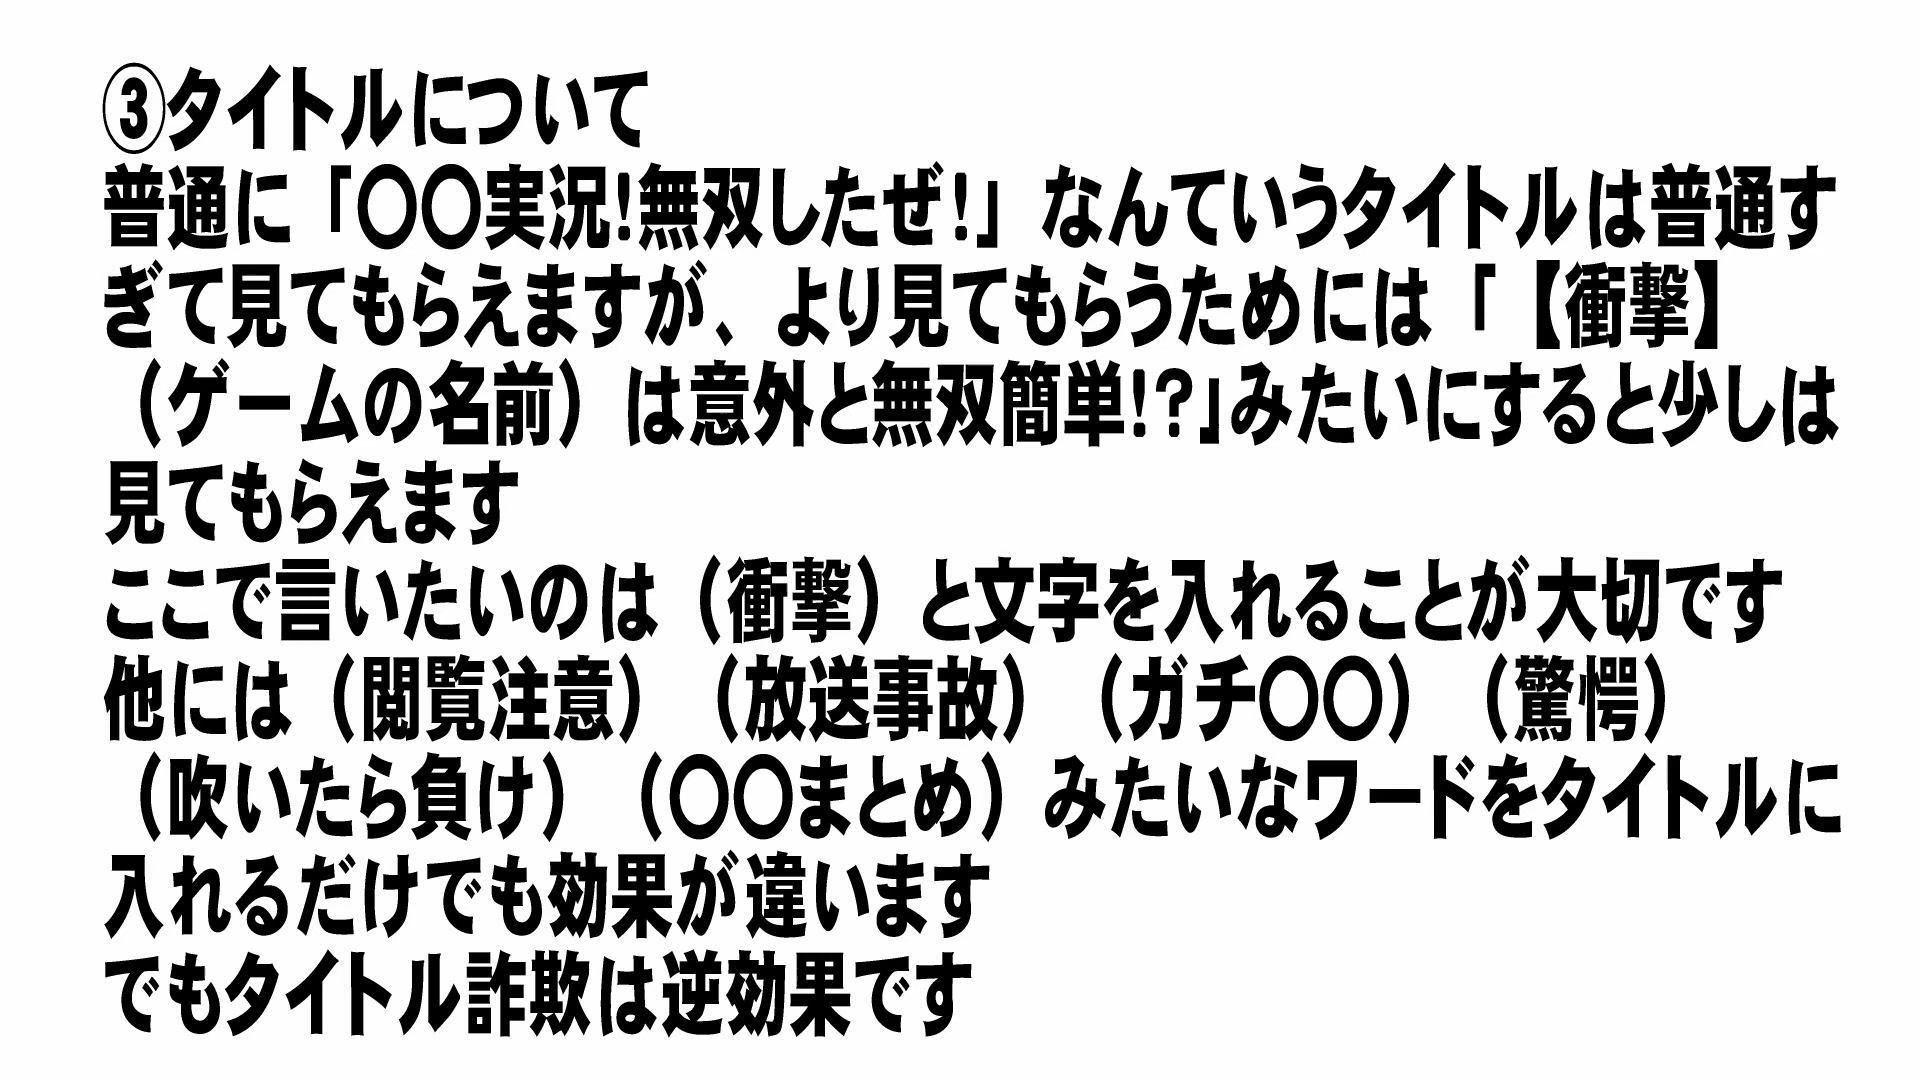 ③タイトルについて
普通に「〇〇実況!無双したぜ!」なんていうタイトルは普通す
ぎて見てもらえますが、より見てもらうためには「【衝撃】
（ゲームの名前）は意外と無双簡単!?」みたいにすると少しは
見てもらえます
ここで言いたいのは（衝撃）と文字を入れることが大切です
他には（閲覧注意）（放送事故）（ガチ〇〇）（驚愕）
（吹いたら負け）（〇〇まとめ）みたいなワードをタイトルに
入れるだけでも効果が違います
でもタイトル詐欺は逆効果です